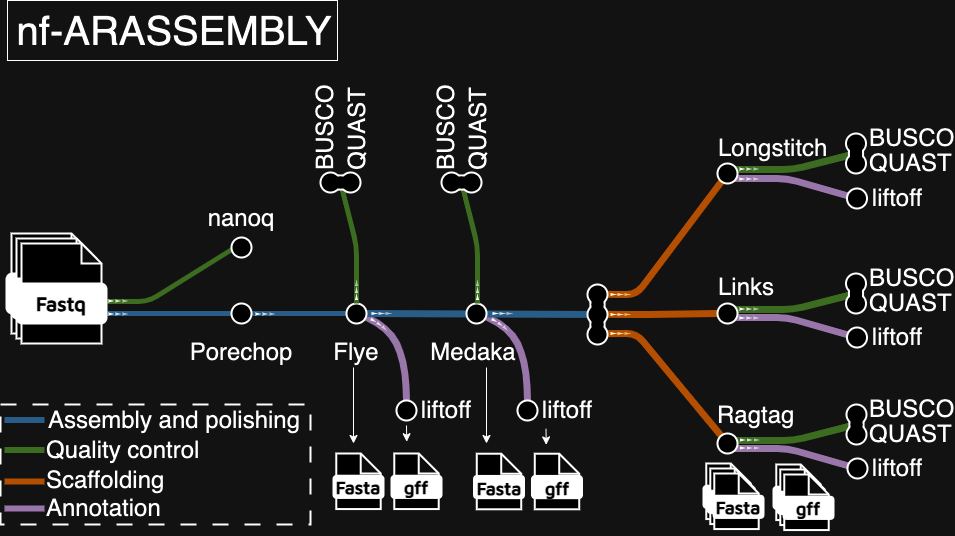 nf-ARASSEMBLY
BUSCO
QUAST
BUSCO
QUAST
nanoq
Fastq
Porechop
Flye
Medaka
liftoff
liftoff
Fasta
gff
Fasta
gff
Longstitch
BUSCO
QUAST
liftoff
Links
BUSCO
QUAST
liftoff
Ragtag
BUSCO
QUAST
liftoff
Fasta
gff
Assembly and polishing
Quality control
Scaffolding
Annotation